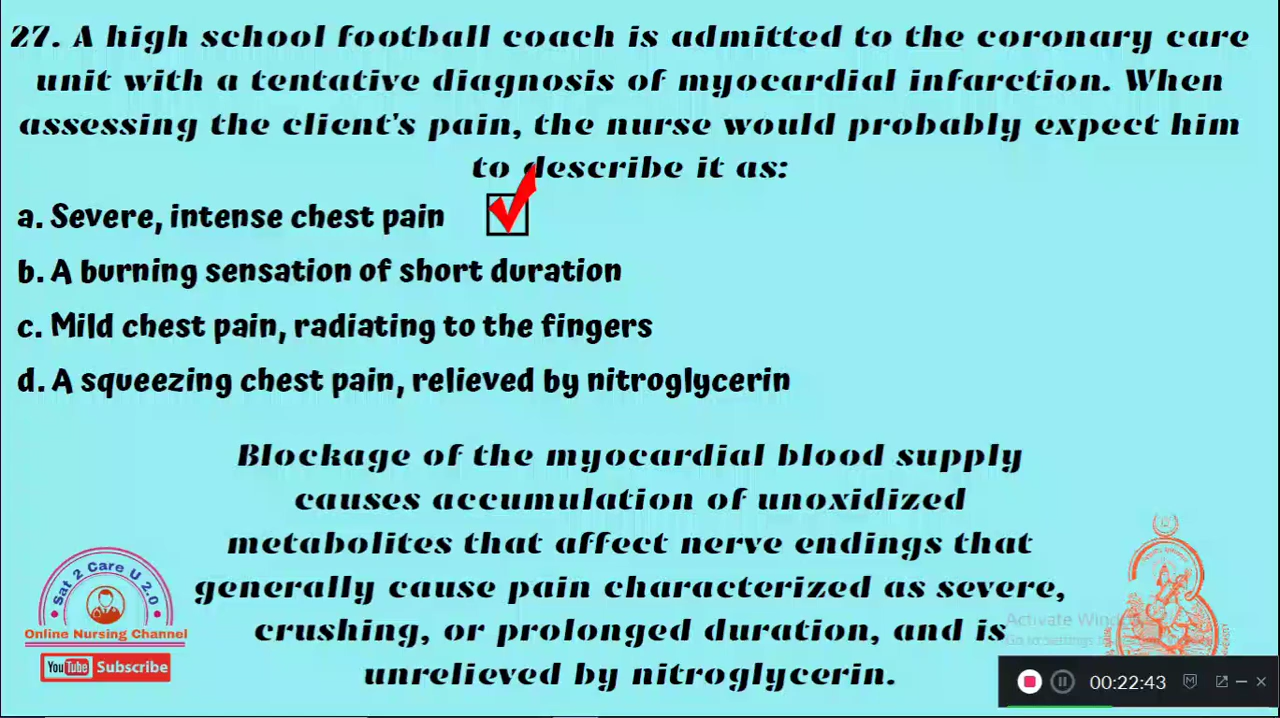 27. A high school football coach is admitted to the coronary care
unit with a tentative diagnosis of myocardial infarction. When
assessing the client's pain, the nurse would probably expect him
to describe it as:
a. Severe, intense chest pain
b. A burning sensation of short duration
c. Mild chest pain, radiating to the fingers
d. A squeezing chest pain, relieved by nitroglycerin
Blockage of the myocardial blood supply
causes accumulation of unoxidized
metabolites that affect nerve endings that
generally cause pain characterized as severe,
crushing, or prolonged duration, and is
unrelieved by nitroglycerin.
Sat 2 Care U 2.0
Online Nursing Channel
YouTube Subscribe
Activate Wind
Go to Settings
00:22:43